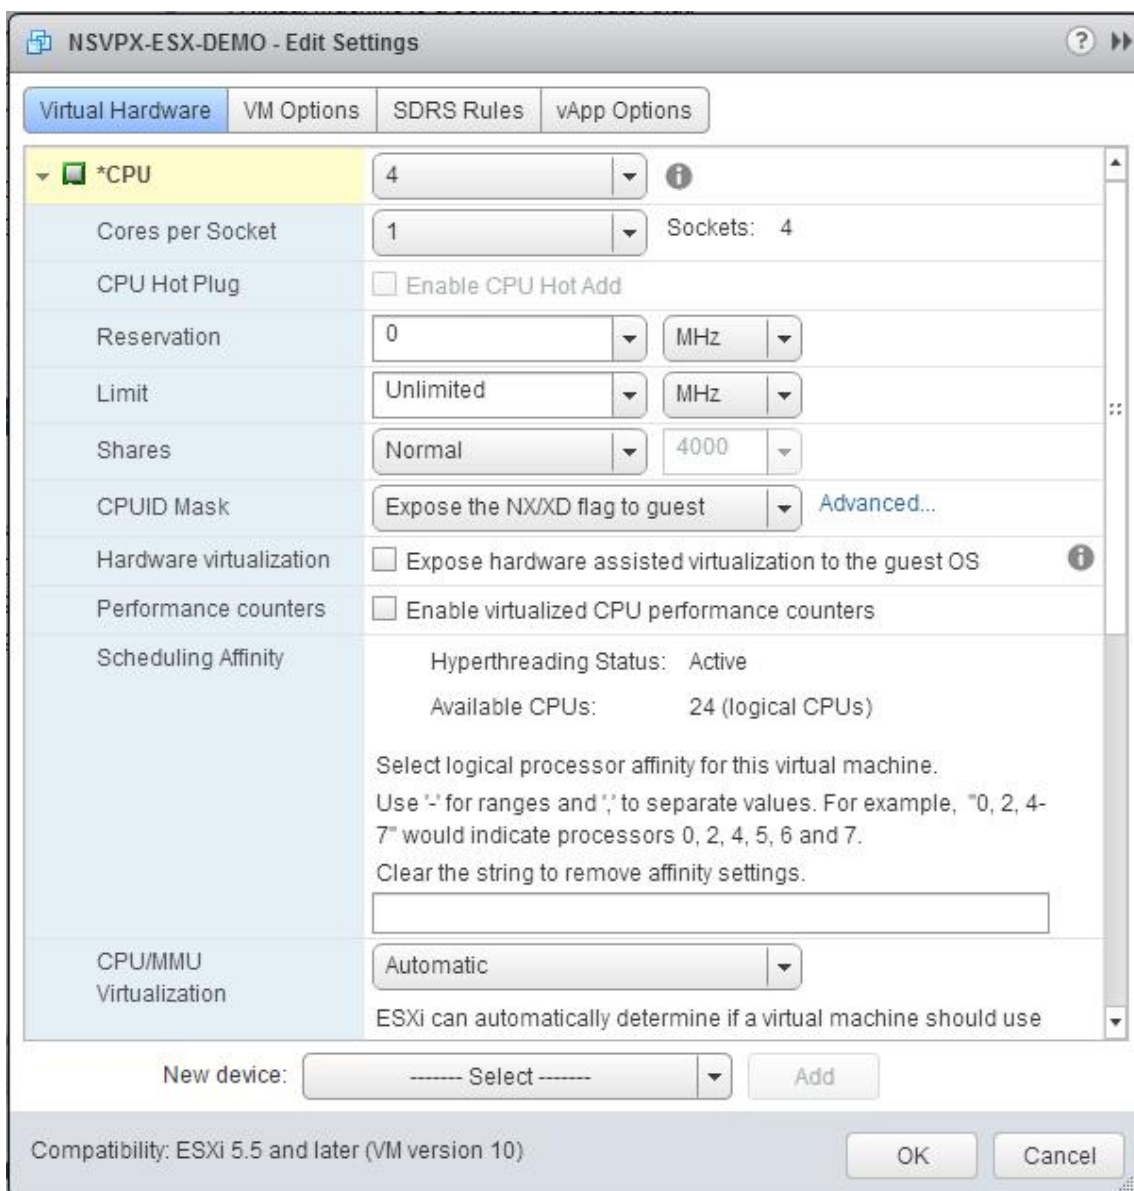 NSVPX-ESX-DEMO - Edit Settings
Virtual Hardware VM Options SDRS Rules vApp Options
*CPU 4
Cores per Socket 1 Sockets: 4
CPU Hot Plug Enable CPU Hot Add
Reservation 0 MHz
Limit Unlimited MHz
Shares Normal 4000
CPUID Mask Expose the NX/XD flag to guest Advanced...
Hardware virtualization Expose hardware assisted virtualization to the guest OS
Performance counters Enable virtualized CPU performance counters
Scheduling Affinity Hyperthreading Status: Active
Available CPUs: 24 (logical CPUs)
Select logical processor affinity for this virtual machine.
Use '-' for ranges and ',' to separate values. For example, "0, 2, 4-
7" would indicate processors 0, 2, 4, 5, 6 and 7.
Clear the string to remove affinity settings.
CPU/MMU
Virtualization
Automatic
ESXi can automatically determine if a virtual machine should use
New device: ------- Select ------- Add
Compatibility: ESXi 5.5 and later (VM version 10) OK Cancel